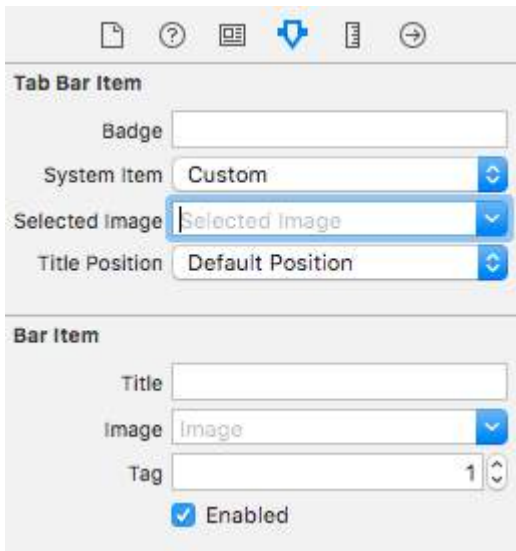 Tab Bar Item
Badge
System Item Custom
Selected Image Selected Image
Title Position Default Position
Bar Item
Title
Image Image
Tag 1
Enabled